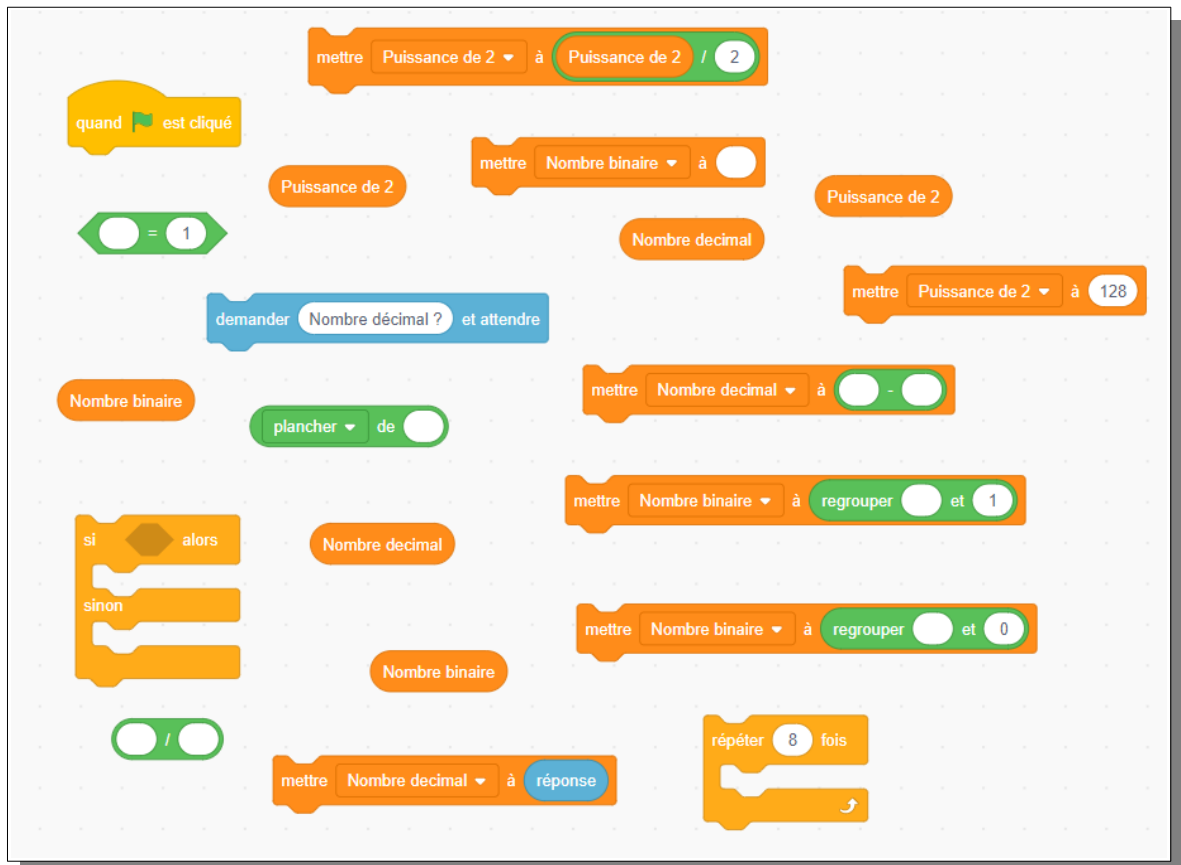 mettre Puissance de 2 à Puissance de 2 / 2
quand est cliqué
mettre Nombre binaire à
Puissance de 2
Puissance de 2
= 1
Nombre decimal
mettre Puissance de 2 à 128
demander Nombre décimal ? et attendre
mettre Nombre decimal à -
Nombre binaire
plancher de
mettre Nombre binaire à regrouper et 1
si alors
Nombre decimal
sinon
mettre Nombre binaire à regrouper et 0
Nombre binaire
/
répéter 8 fois
mettre Nombre decimal à réponse